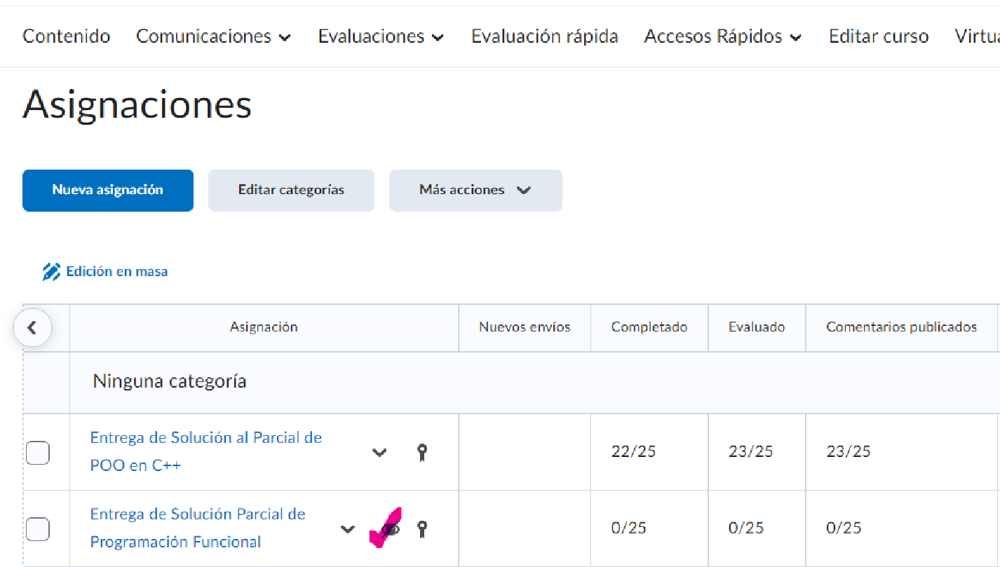 Contenido Comunicaciones Evaluaciones Evaluación rápida Accesos Rápidos Editar curso
Asignaciones
Nueva asignación Editar categorías Más acciones
Edición en masa
Asignación Nuevos envíos Completado Evaluado Comentarios publicados
Ninguna categoría
Entrega de Solución al Parcial de
POO en C++
22/25 23/25 23/25
Entrega de Solución Parcial de
Programación Funcional
0/25 0/25 0/25